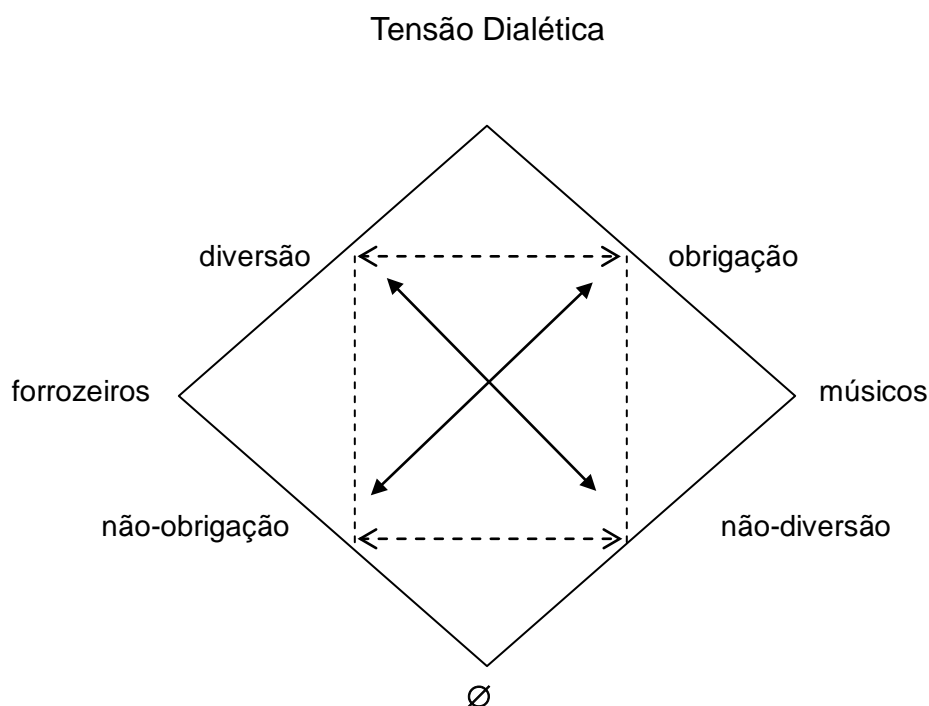 Tensão Dialética
diversão
obrigação
forrozeiros
músicos
não-obrigação
não-diversão
∅